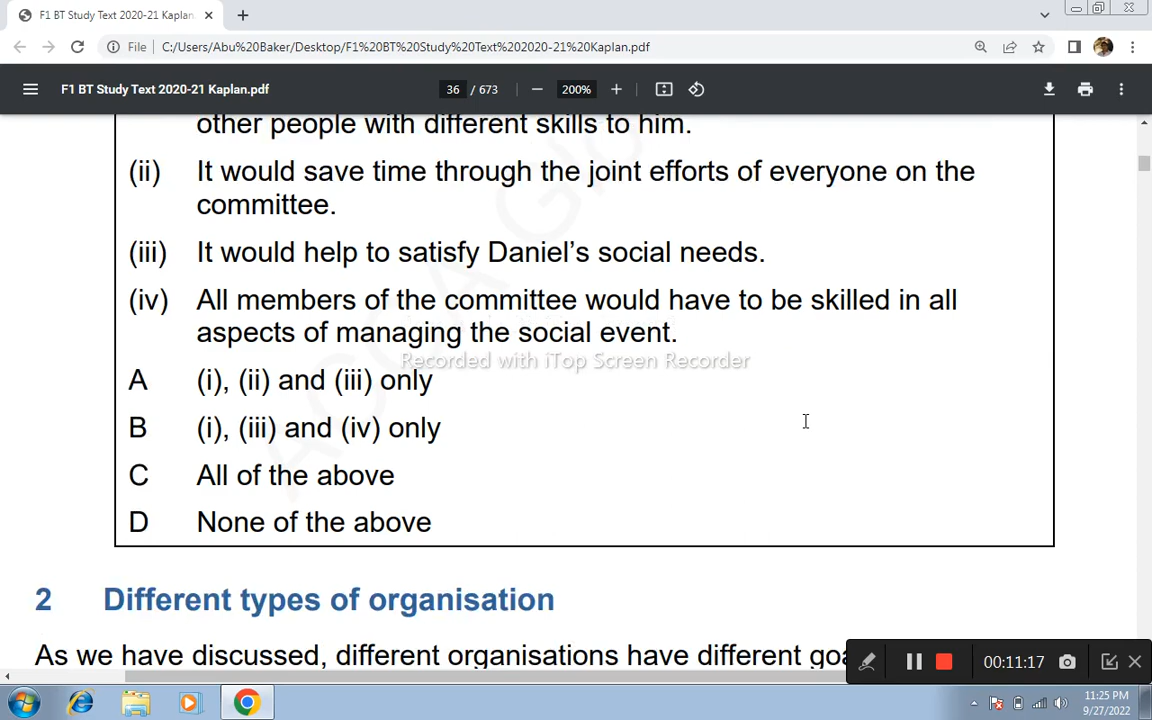 F1 BT Study Text 2020-21 Kaplan
File
C:/Users/Abu%20Baker/Desktop/F1%20BT%20Study%20Text%202020-21%20Kaplan.pdf
F1 BT Study Text 2020-21 Kaplan.pdf
36 / 673
200%
other people with different skills to him.
(ii) It would save time through the joint efforts of everyone on the
committee.
(iii) It would help to satisfy Daniel's social needs.
(iv) All members of the committee would have to be skilled in all
aspects of managing the social event.
Recorded with iTop Screen Recorder
A (i), (ii) and (iii) only
B (i), (iii) and (iv) only
C All of the above
D None of the above
2 Different types of organisation
As we have discussed, different organisations have different goa
00:11:17
11:25 PM
9/27/2022